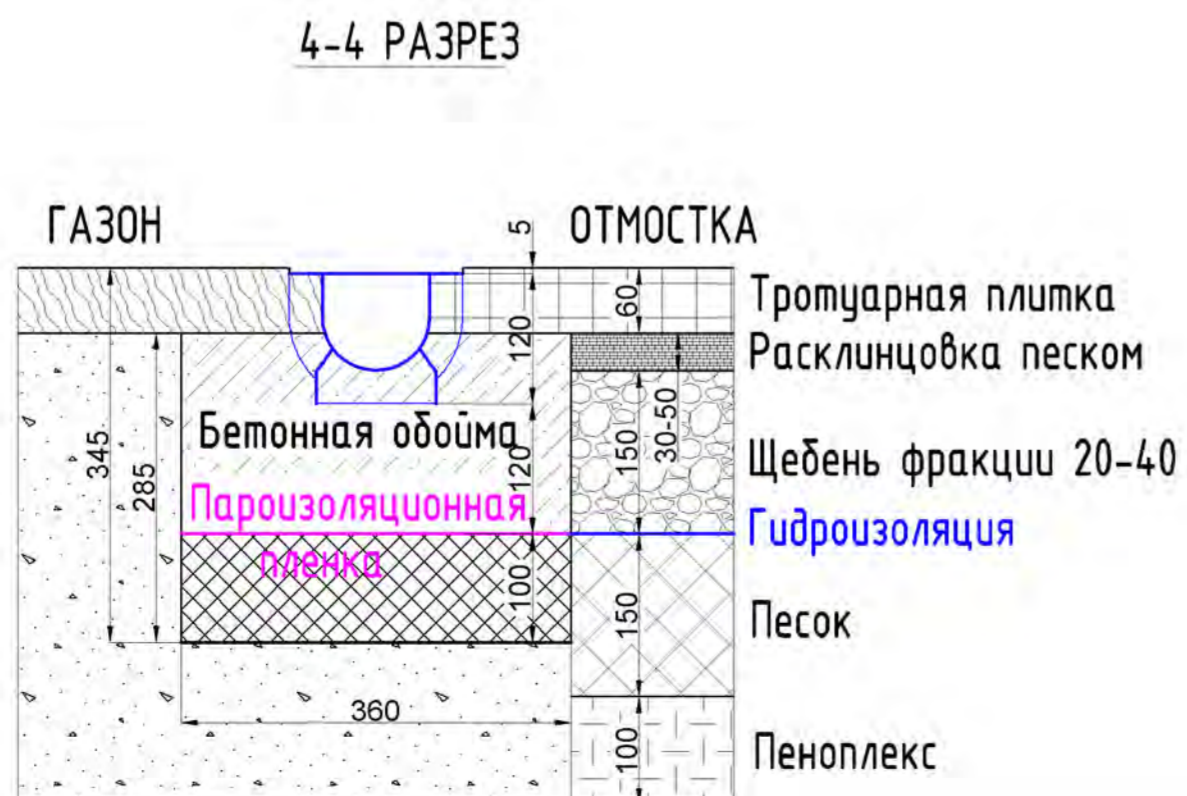 4-4 РАЗРЕЗ
ГАЗОН
5
ОТМОСТКА
60
Тротуарная плитка
120
Расклинцовка песком
345
285
Бетонная обойма
120
150
30-50
Щебень фракции 20-40
Пароизоляционная
Гидроизоляция
пленка
100
150
Песок
360
100
Пеноплекс